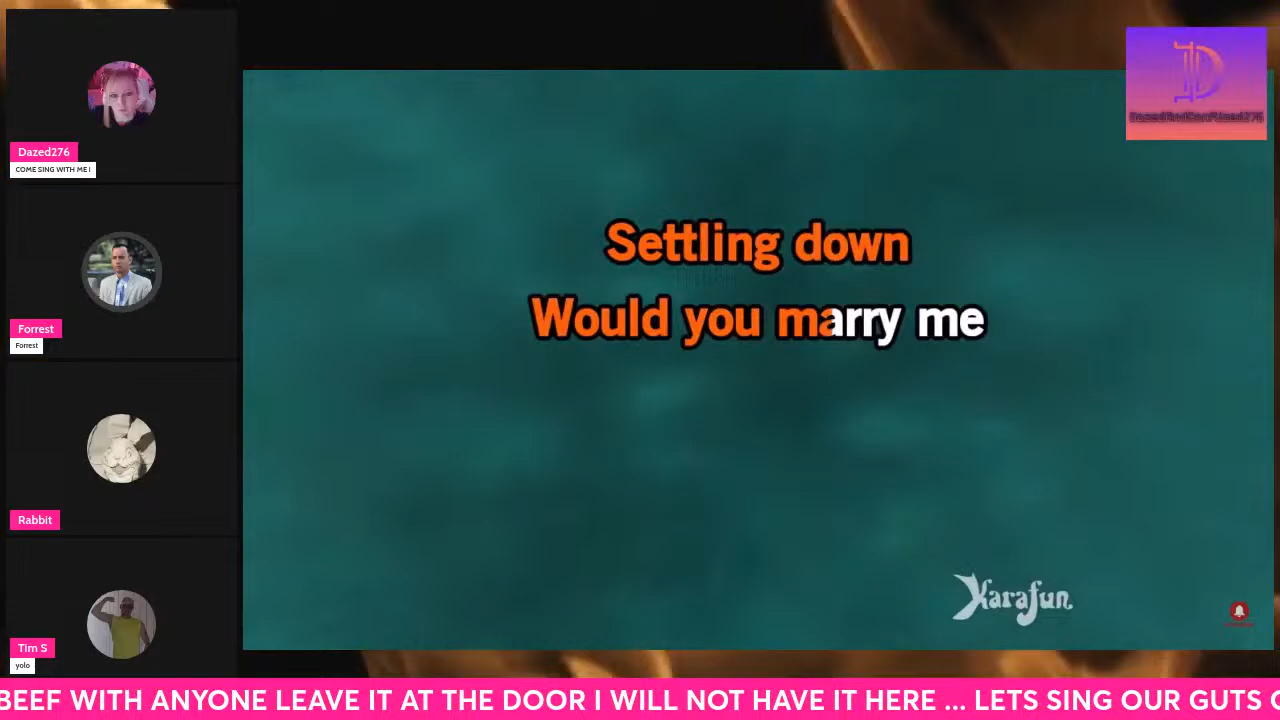 Dazed276
COME SING WITH ME !
Forrest
Forrest
Rabbit
Tim S
yolo
Settling down
Would you marry me
Karafun
BEEF WITH ANYONE LEAVE IT AT THE DOOR I WILL NOT HAVE IT HERE ... LETS SING OUR GUTS